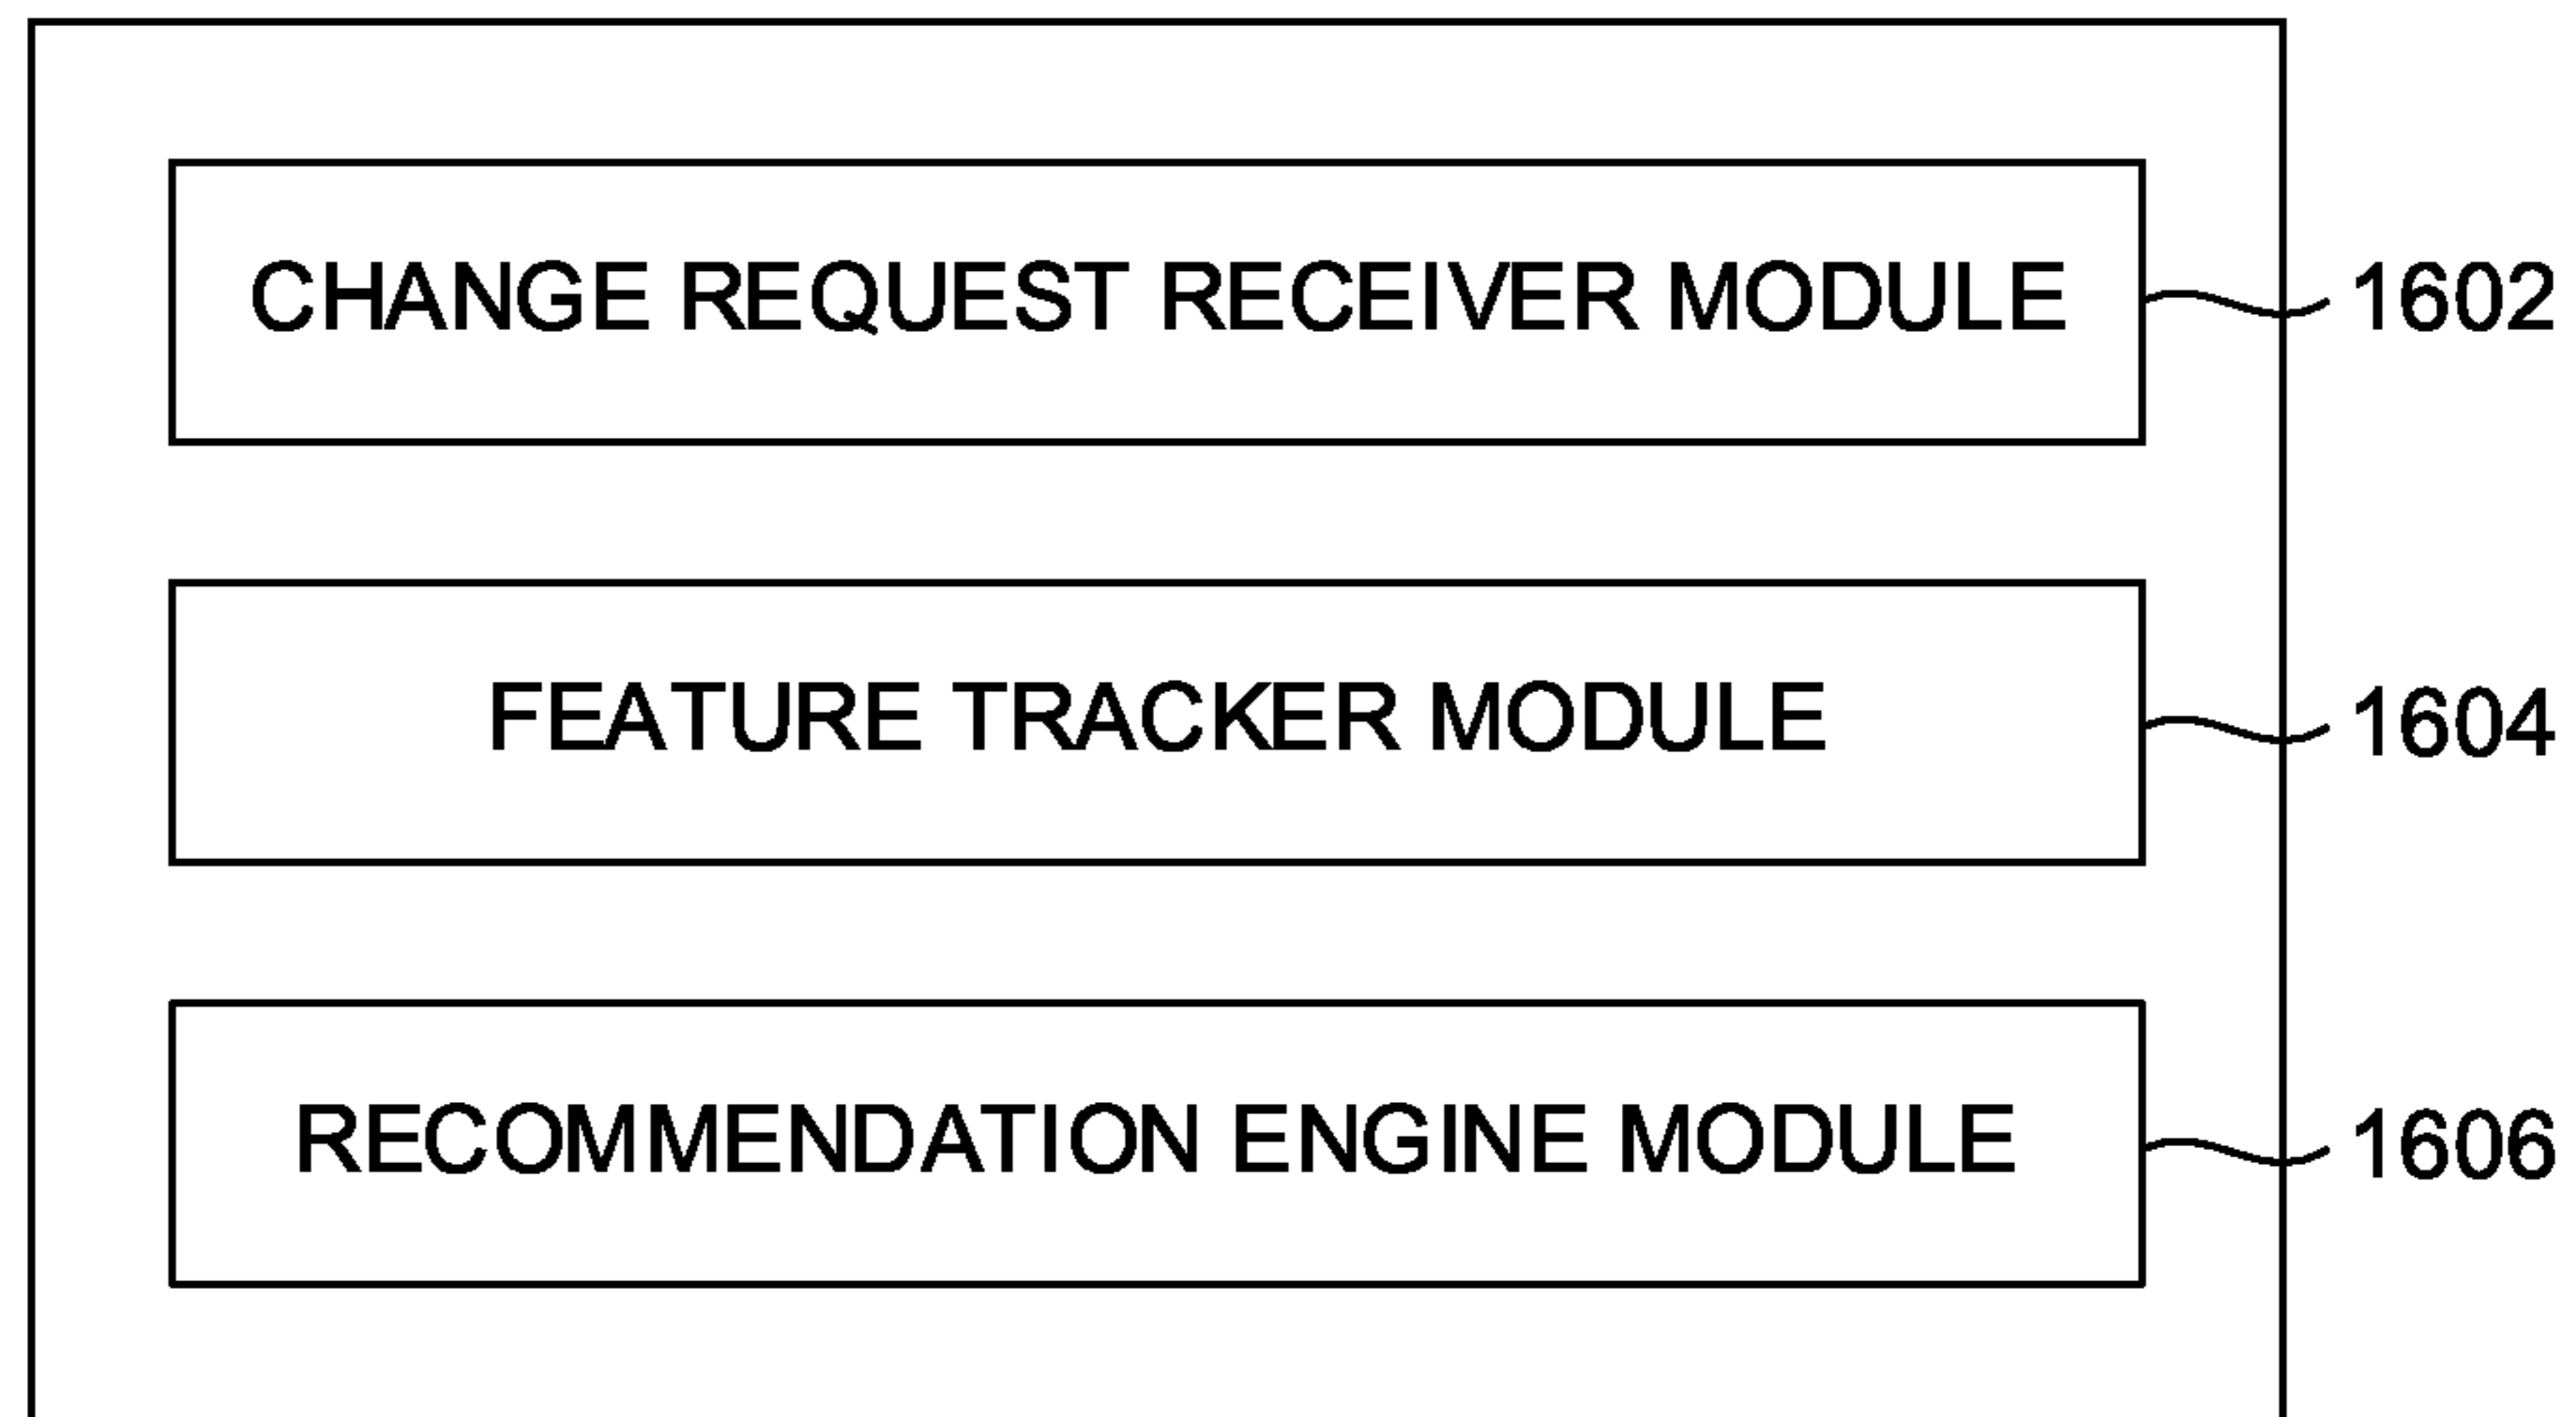 CHANGE REQUEST RECEIVER MODULE 1602
FEATURE TRACKER MODULE 1604
RECOMMENDATION ENGINE MODULE 1606